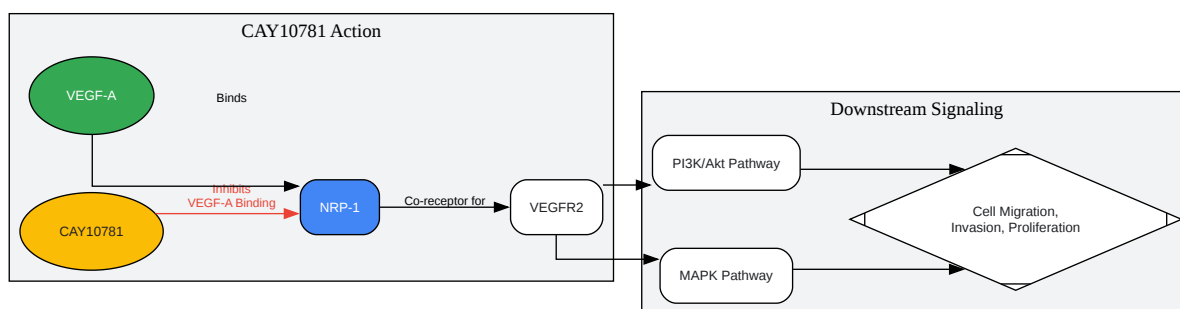 CAY10781 Action
VEGF-A
Binds
Inhibits
VEGF-A Binding
CAY10781
NRP-1
Co-receptor for
VEGFR2
Downstream Signaling
PI3K/Akt Pathway
MAPK Pathway
Cell Migration,
Invasion, Proliferation